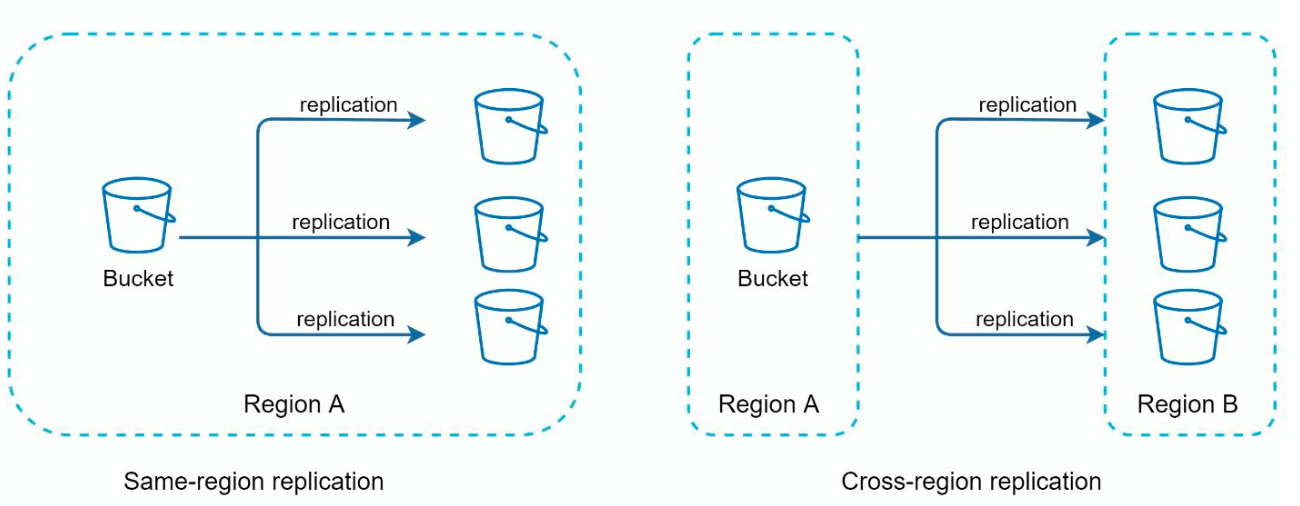 replication
replication
Bucket
replication
Region A
Same-region replication
replication
replication
Bucket
replication
Region A
Region B
Cross-region replication